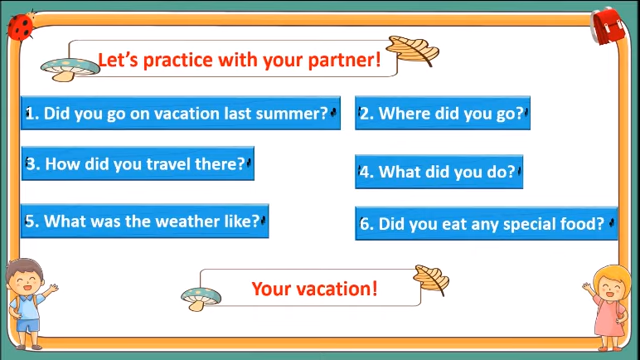 Let's practice with your partner!
1. Did you go on vacation last summer?
2. Where did you go?
3. How did you travel there?
4. What did you do?
5. What was the weather like?
6. Did you eat any special food?
Your vacation!